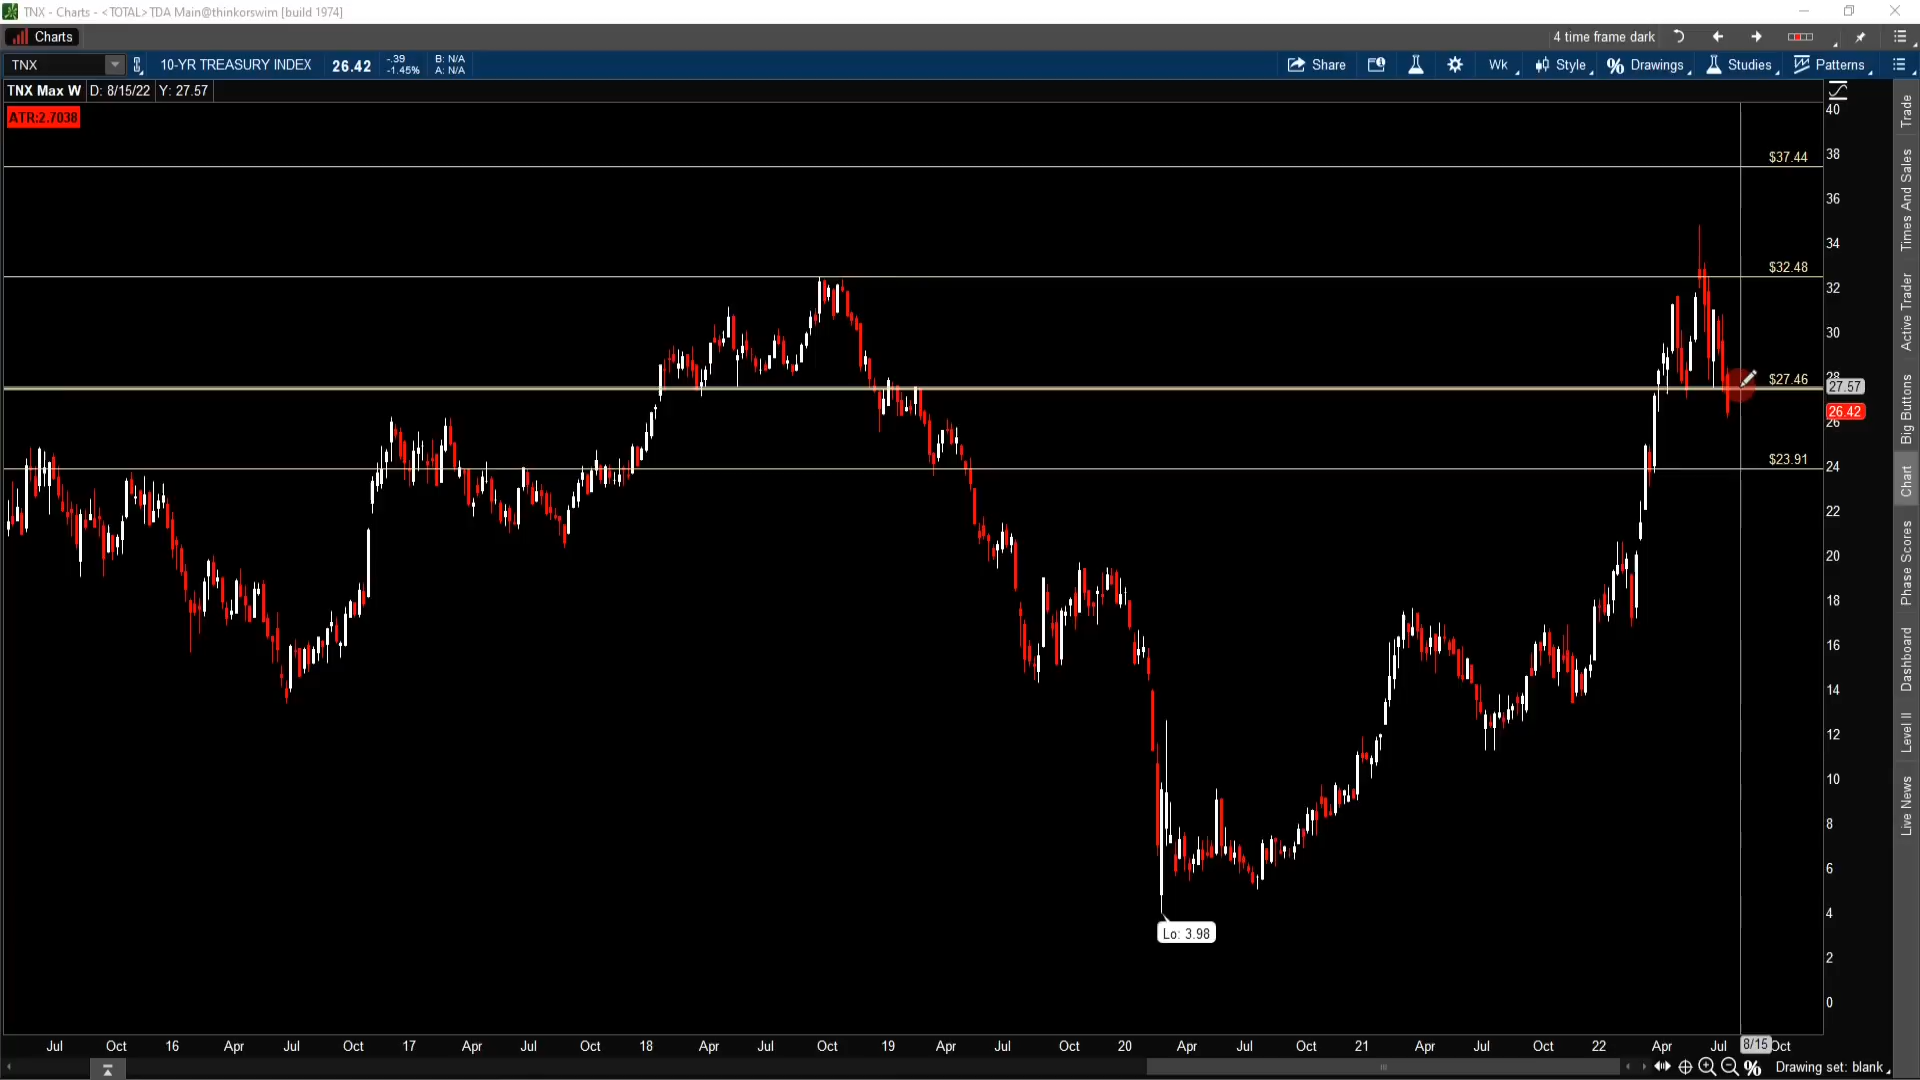 TNX - Charts - <TOTAL> TDA Main@thinkorswim [build 1974]
Charts
4 time frame dark
TNX
10-YR TREASURY INDEX
26.42
-.39
-1.45%
B: N/A
A: N/A
Share
Wk
Style
Drawings
Studies
Patterns
TNX Max W
D: 8/15/22
Y: 27.57
ATR:2.7038
$37.44
$32.48
$27.46
$23.91
Lo: 3.98
40
38
36
34
32
30
28
27.57
26.42
26
24
22
20
18
16
14
12
10
8
6
4
2
0
Jul
Oct
16
Apr
Jul
Oct
17
Apr
Jul
Oct
18
Apr
Jul
Oct
19
Apr
Jul
Oct
20
Apr
Jul
Oct
21
Apr
Jul
Oct
22
Apr
Jul
8/15
Oct
Trade
Times And Sales
Active Trader
Big Buttons
Chart
Phase Scores
Dashboard
Level II
Live News
Drawing set: blank